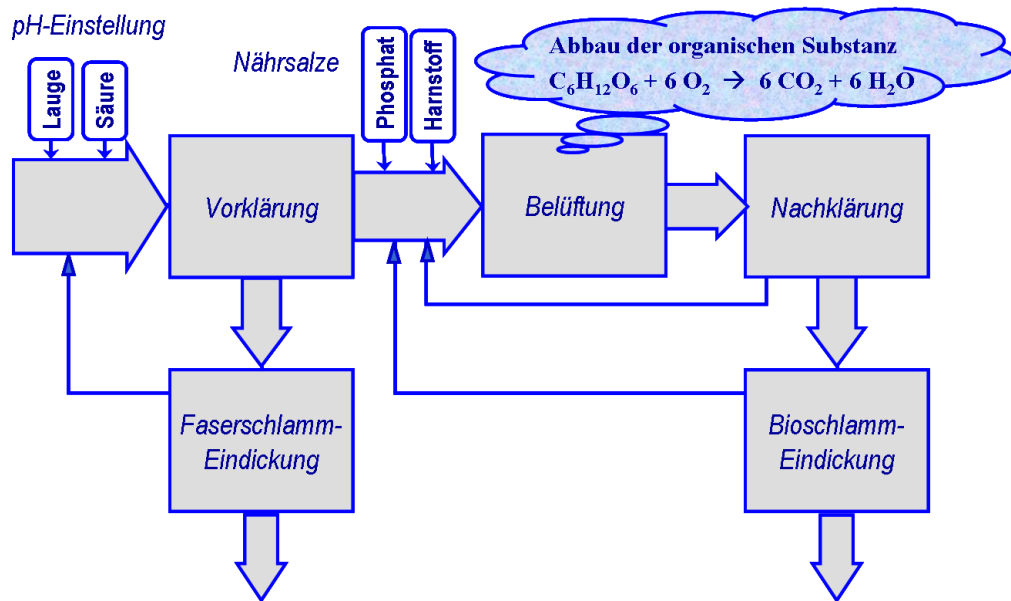 pH-Einstellung
Lauge
Säure
Nährsalze
Phosphat
Harnstoff
Abbau der organischen Substanz
C₆H₁₂O₆ + 6 O₂ → 6 CO₂ + 6 H₂O
Vorklärung
Belüftung
Nachklärung
Faserschlamm-
Eindickung
Bioschlamm-
Eindickung